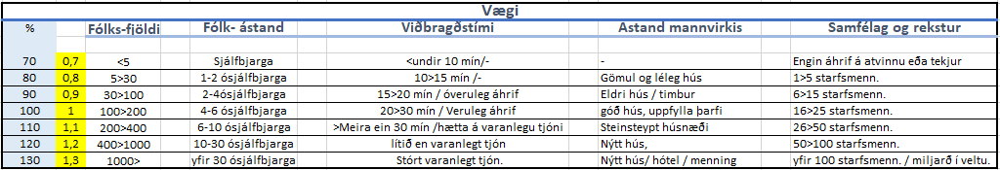 Vægi
% Fólks-fjöldi Fólk- ástand Viðbragðstími Astand mannvirkis Samfélag og rekstur
70 0,7 <5 Sjálfbjarga <undir 10 mín/- - Engin áhrif á atvinnu eða tekjur
80 0,8 5>30 1-2 ósjálfbjarga 10>15 mín /- Gömul og léleg hús 1>5 starfsmenn.
90 0,9 30>100 2-4ósjálfbjarga 15>20 mín / óveruleg áhrif Eldri hús / timbur 6>15 starfsmenn.
100 1 100>200 4-6 ósjálfbjarga 20>30 mín / Veruleg áhrif góð hús, uppfylla þarfi 16>25 starfsmenn.
110 1,1 200>400 6-10 ósjálfbjarga >Meira ein 30 mín /hætta á varanlegu tjóni Steinsteypt húsnæði 26>50 starfsmenn.
120 1,2 400>1000 10-30 ósjálfbjarga lítið en varanlegt tjón Nýtt hús, 50>100 starfsmenn.
130 1,3 1000> yfir 30 ósjálfbjarga Stórt varanlegt tjón. Nýtt hús/ hótel / menning yfir 100 starfsmenn. / miljarð í veltu.